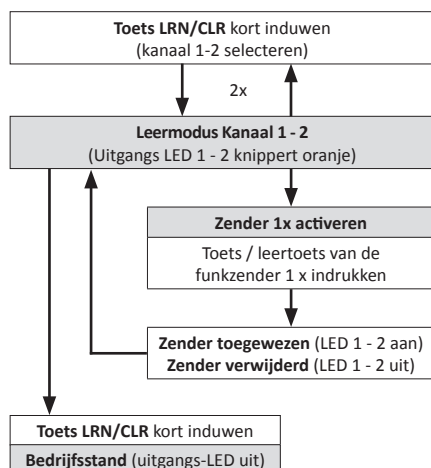 Toets LRN/CLR kort induwen
(kanaal 1-2 selecteren)
2x
Leermodus Kanaal 1 - 2
(Uitgangs LED 1 - 2 knippert oranje)
Zender 1x activeren
Toets / leertoets van de
funkzender 1 x indrukken
Zender toegewezen (LED 1 - 2 aan)
Zender verwijderd (LED 1 - 2 uit)
Toets LRN/CLR kort induwen
Bedrijfsstand (uitgangs-LED uit)